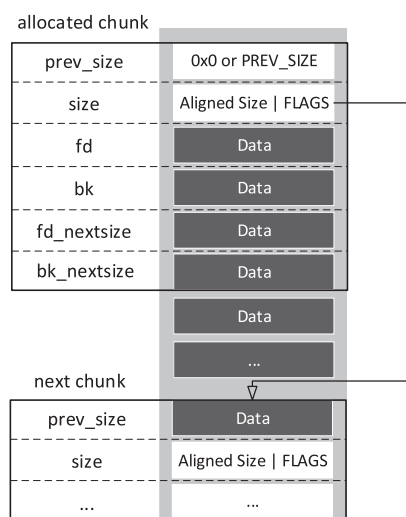 allocated chunk
prev_size 0x0 or PREV_SIZE
size Aligned Size | FLAGS
fd Data
bk Data
fd_nextsize Data
bk_nextsize Data
Data
...
next chunk
prev_size Data
size Aligned Size | FLAGS
... ...